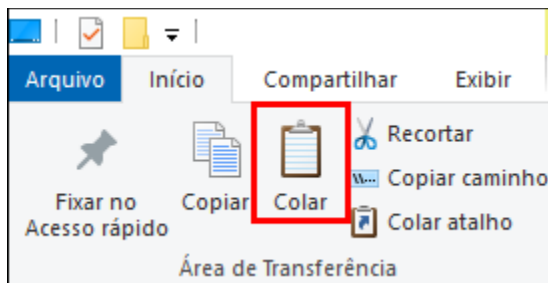 Arquivo Início Compartilhar Exibir
Fixar no
Acesso rápido
Copiar
Colar
Recortar
Copiar caminho
Colar atalho
Área de Transferência